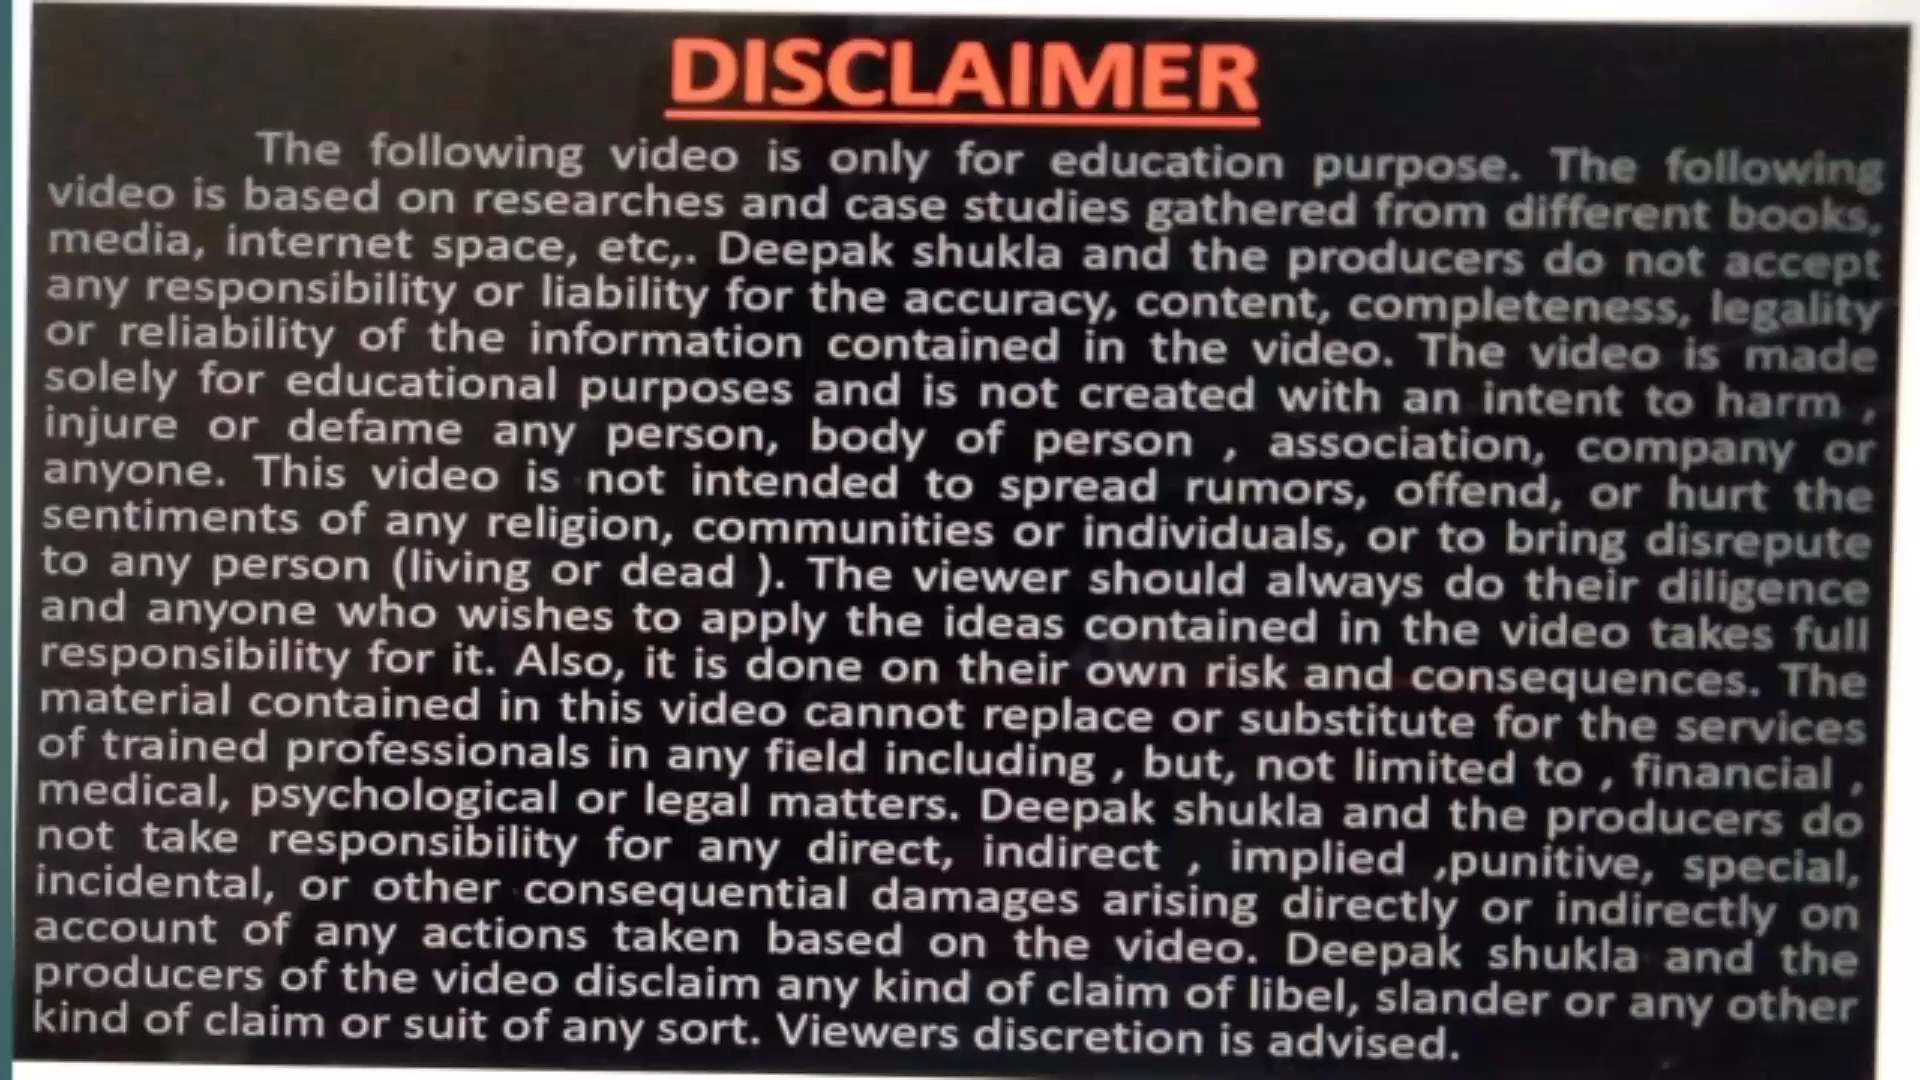 DISCLAIMER
The following video is only for education purpose. The following
video is based on researches and case studies gathered from different books,
media, internet space, etc,. Deepak shukla and the producers do not accept
any responsibility or liability for the accuracy, content, completeness, legality
or reliability of the information contained in the video. The video is made
solely for educational purposes and is not created with an intent to harm ,
injure or defame any person, body of person , association, company or
anyone. This video is not intended to spread rumors, offend, or hurt the
sentiments of any religion, communities or individuals, or to bring disrepute
to any person (living or dead ). The viewer should always do their diligence
and anyone who wishes to apply the ideas contained in the video takes full
responsibility for it. Also, it is done on their own risk and consequences. The
material contained in this video cannot replace or substitute for the services
of trained professionals in any field including , but, not limited to , financial ,
medical, psychological or legal matters. Deepak shukla and the producers do
not take responsibility for any direct, indirect , implied ,punitive, special,
incidental, or other consequential damages arising directly or indirectly on
account of any actions taken based on the video. Deepak shukla and the
producers of the video disclaim any kind of claim of libel, slander or any other
kind of claim or suit of any sort. Viewers discretion is advised.